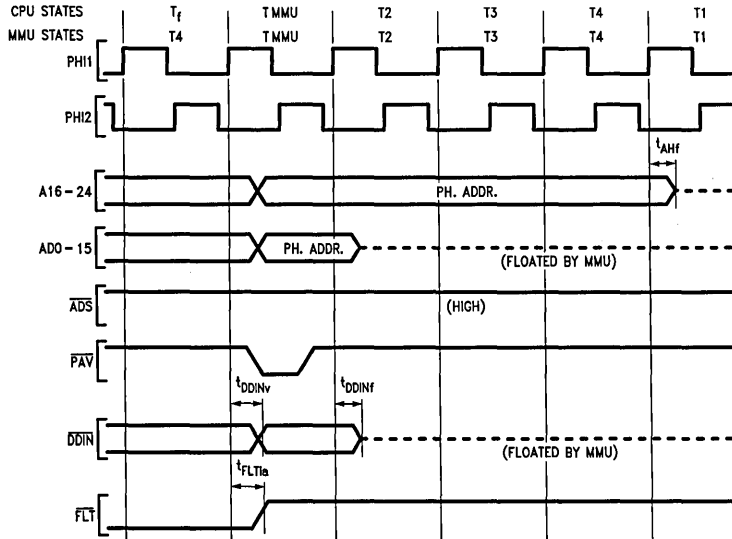 CPU STATES Tf TMMU T2 T3 T4 T1
MMU STATES T4 TMMU T2 T3 T4 T1
PHI1
PHI2
tAHf
A16-24 PH. ADDR.
AD0-15 PH. ADDR.
(FLOATED BY MMU)
ADS (HIGH)
PAV
tDDINv tDDINf
DDIN
(FLOATED BY MMU)
tFLTIa
FLT